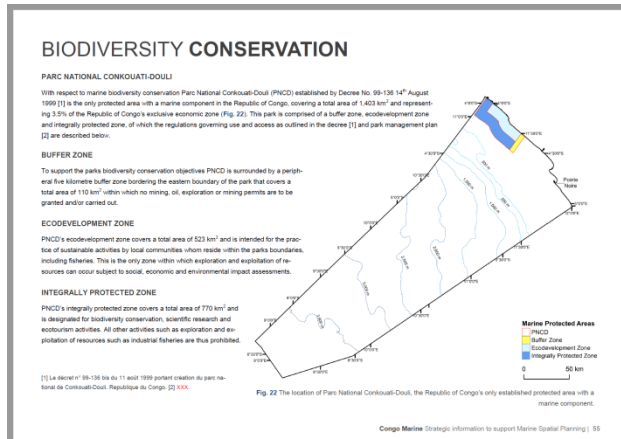 BIODIVERSITY CONSERVATION
PARC NATIONAL CONKOUATI-DOULI
With respect to marine biodiversity conservation Parc National Conkouati-Douli (PNCD) established by Decree No. 99-136 14th August
1999 [1] is the only protected area with a marine component in the Republic of Congo, covering a total area of 1,403 km² and represent-
ing 3.5% of the Republic of Congo's exclusive economic zone (Fig. 22). This park is comprised of a buffer zone, ecodevelopment zone
and integrally protected zone, of which the regulations governing use and access as outlined in the decree [1] and park management plan
[2] are described below.
BUFFER ZONE
To support the parks biodiversity conservation objectives PNCD is surrounded by a periph-
eral five kilometre buffer zone bordering the eastern boundary of the park that covers a
total area of 110 km² within which no mining, oil, exploration or mining permits are to be
granted and/or carried out.
ECODEVELOPMENT ZONE
PNCD's ecodevelopment zone covers a total area of 523 km² and is intended for the prac-
tice of sustainable activities by local communities whom reside within the parks boundaries,
including fisheries. This is the only zone within which exploration and exploitation of re-
sources can occur subject to social, economic and environmental impact assessments.
INTEGRALLY PROTECTED ZONE
PNCD's integrally protected zone covers a total area of 770 km² and
is designated for biodiversity conservation, scientific research and
ecotourism activities. All other activities such as exploration and ex-
ploitation of resources such as industrial fisheries are thus prohibited.
[1] Le décret n° 99-136 bis du 11 août 1999 portant création du parc na-
tional de Conkouati-Douli. Republique du Congo. [2] XXX.
Pointe
Noire
Marine Protected Areas
PNCD
Buffer Zone
Ecodevelopment Zone
Integrally Protected Zone
0 50 km
Fig. 22 The location of Parc National Conkouati-Douli, the Republic of Congo's only established protected area with a
marine component.
Congo Marine Strategic information to support Marine Spatial Planning | 55